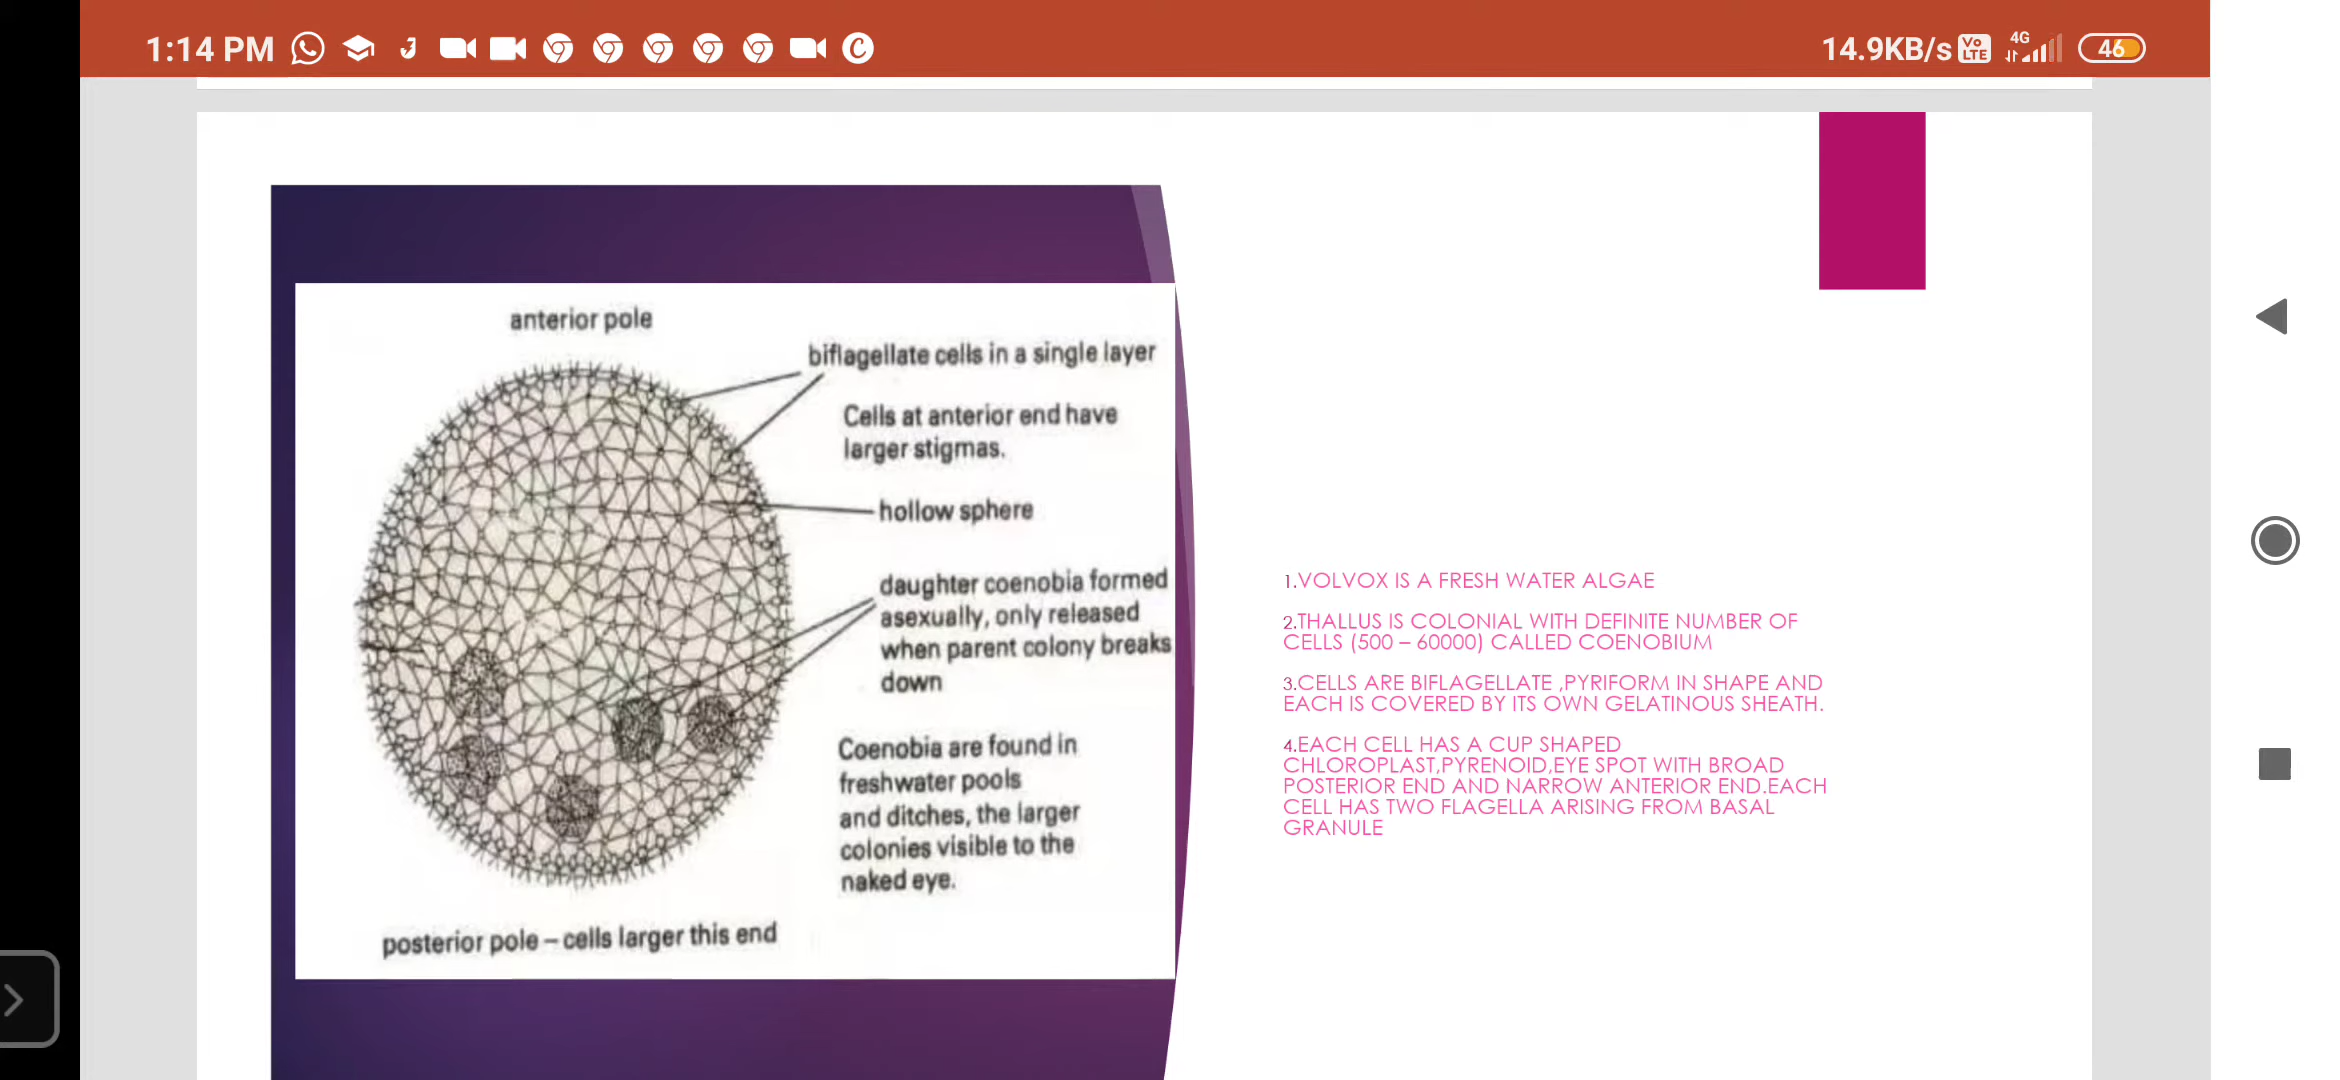 1:14 PM
14.9KB/s
Vo
LTE
4G
46
anterior pole
biflagellate cells in a single layer
Cells at anterior end have
larger stigmas.
hollow sphere
daughter coenobia formed
asexually, only released
when parent colony breaks
down
Coenobia are found in
freshwater pools
and ditches, the larger
colonies visible to the
naked eye.
posterior pole – cells larger this end
1.VOLVOX IS A FRESH WATER ALGAE
2.THALLUS IS COLONIAL WITH DEFINITE NUMBER OF
CELLS (500 – 60000) CALLED COENOBIUM
3.CELLS ARE BIFLAGELLATE ,PYRIFORM IN SHAPE AND
EACH IS COVERED BY ITS OWN GELATINOUS SHEATH.
4.EACH CELL HAS A CUP SHAPED
CHLOROPLAST,PYRENOID,EYE SPOT WITH BROAD
POSTERIOR END AND NARROW ANTERIOR END.EACH
CELL HAS TWO FLAGELLA ARISING FROM BASAL
GRANULE